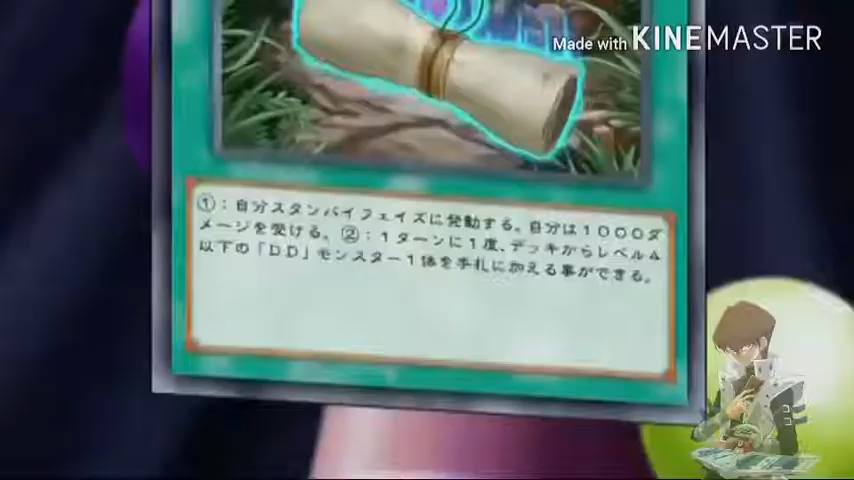 Made with KINEMASTER
①：自分スタンバイフェイズに発動する。自分は１０００ダ
メージを受ける。②：１ターンに１度、デッキからレベル４
以下の「ＤＤ」モンスター１体を手札に加える事ができる。